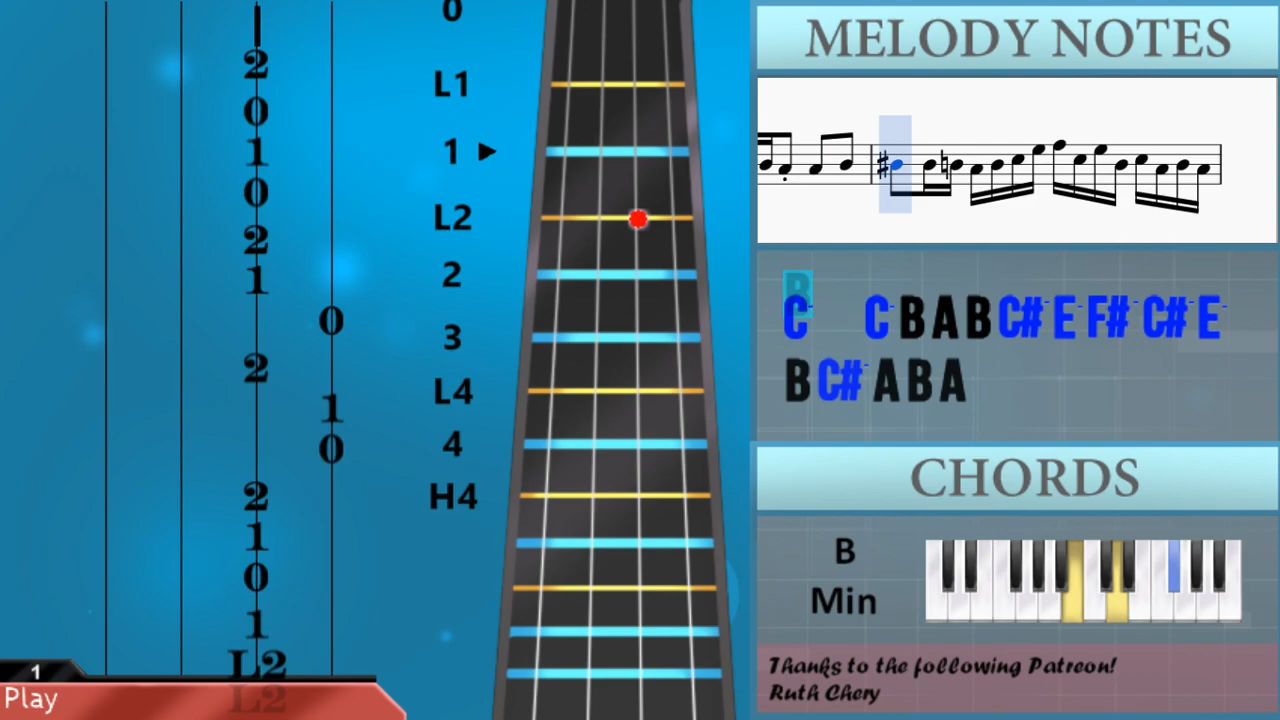 2
0
1
0
2
1
0
2
1
0
2
1
0
1
L2
L2
1
Play
0
L1
1
L2
2
3
L4
4
H4
MELODY NOTES
B
C- C- B A B C#- E- F#- C#- E-
B C#- A B A
CHORDS
B
Min
Thanks to the following Patreon!
Ruth Chery